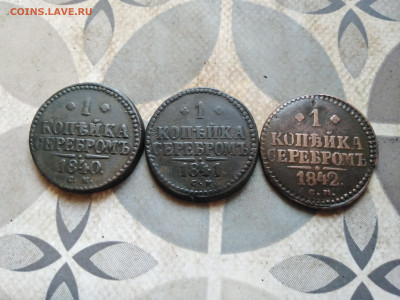 COINS.LAVE.RU
1
КОПѢЙКА
СЕРЕБРОМЪ
1840.
1
КОПѢЙКА
СЕРЕБРОМЪ
1841.
1
КОПѢЙКА
СЕРЕБРОМЪ
1842.
С.М.